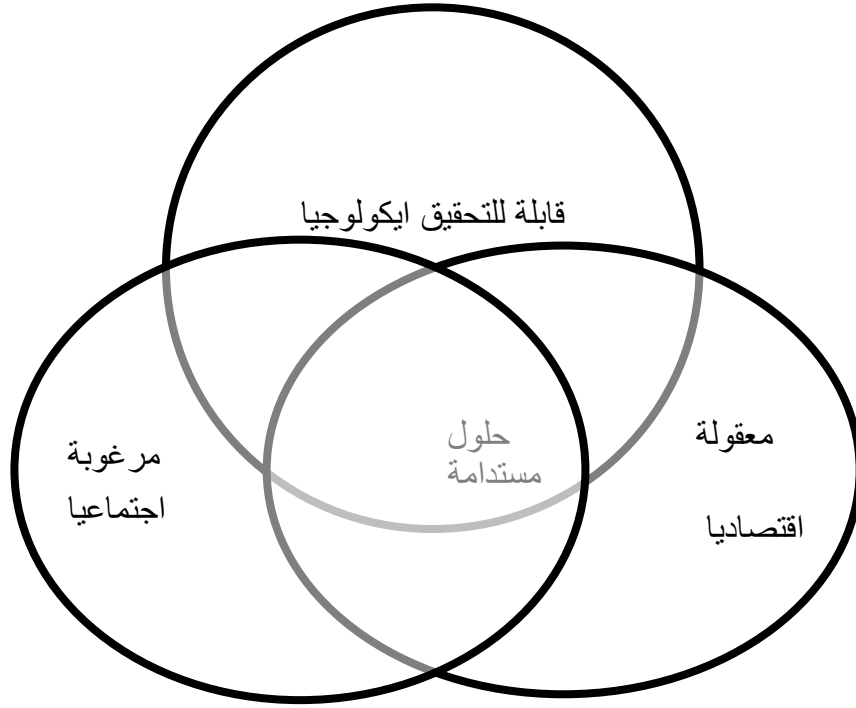 قابلة للتحقيق ايكولوجيا
معقولة
اقتصاديا
حلول
مستدامة
مرغوبة
اجتماعيا